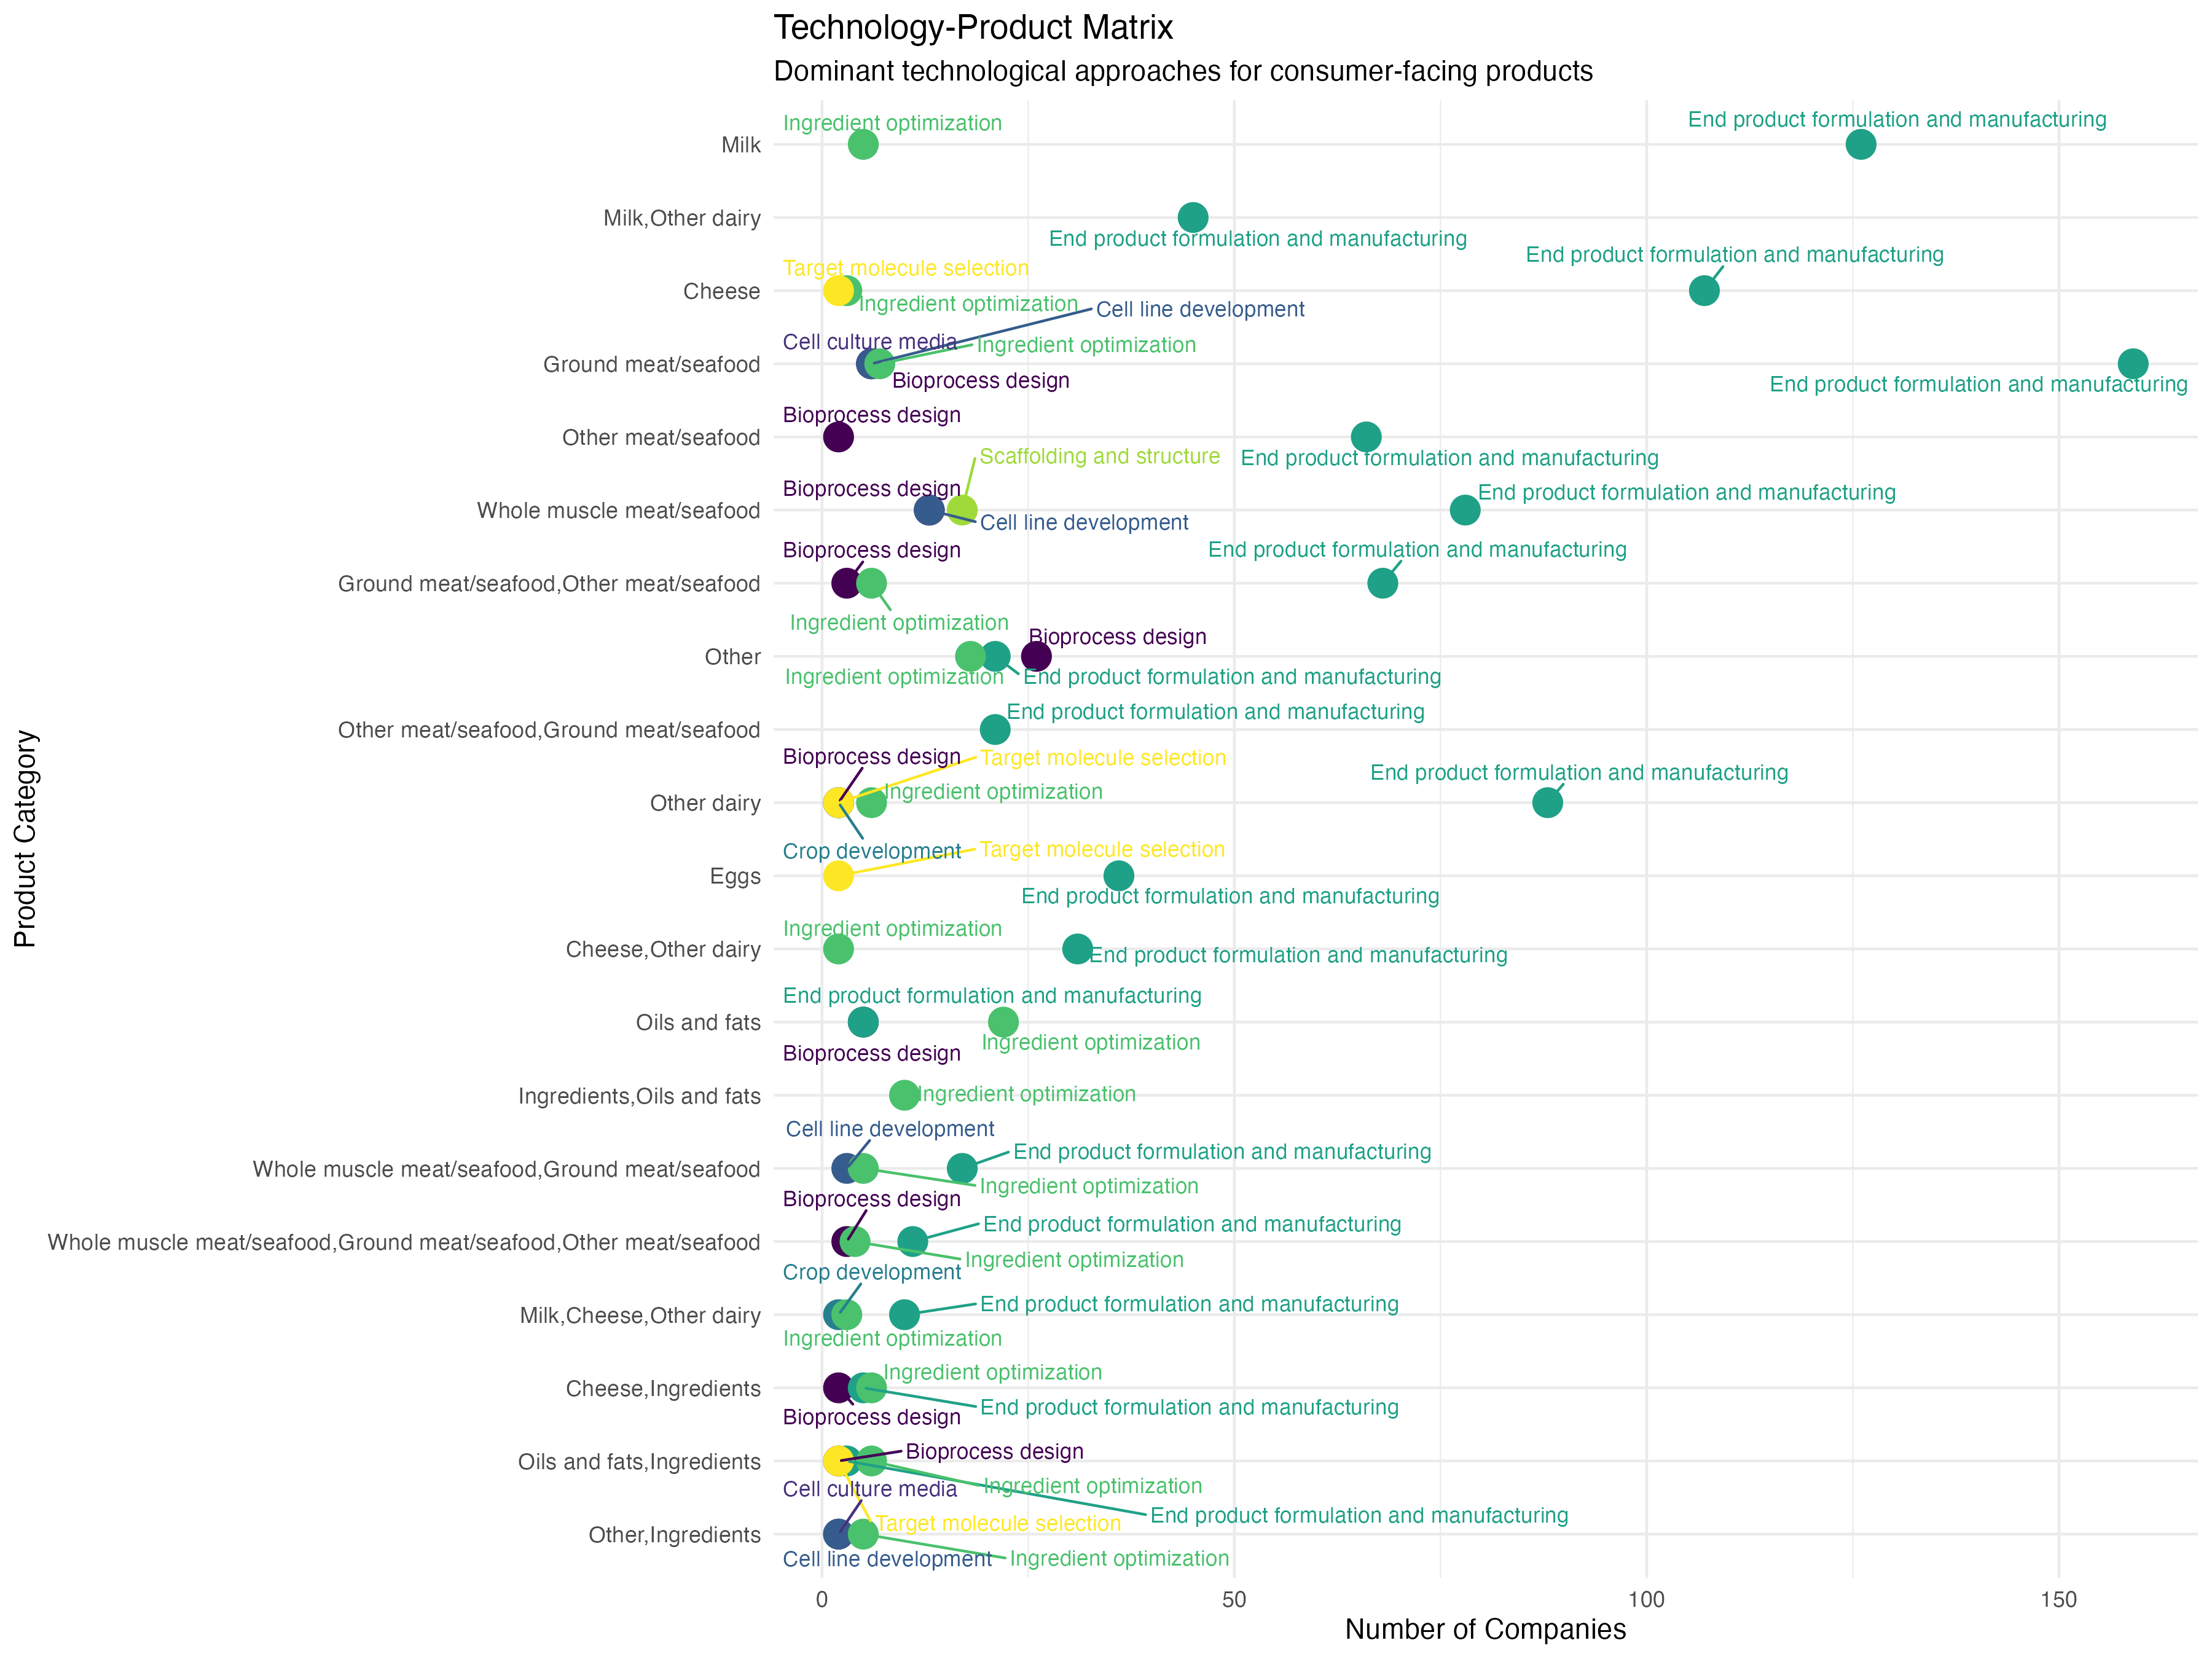 Technology-Product Matrix
Dominant technological approaches for consumer-facing products
Ingredient optimization
End product formulation and manufacturing
Milk
Milk,Other dairy
End product formulation and manufacturing
End product formulation and manufacturing
Target molecule selection
Cheese
Ingredient optimization
Cell line development
Cell culture media
Ingredient optimization
Ground meat/seafood
Bioprocess design
End product formulation and manufacturing
Bioprocess design
Other meat/seafood
Scaffolding and structure
End product formulation and manufacturing
Bioprocess design
End product formulation and manufacturing
Whole muscle meat/seafood
Cell line development
Bioprocess design
End product formulation and manufacturing
Ground meat/seafood,Other meat/seafood
Ingredient optimization
Bioprocess design
Other
Ingredient optimization
End product formulation and manufacturing
End product formulation and manufacturing
Other meat/seafood,Ground meat/seafood
Bioprocess design
Target molecule selection
End product formulation and manufacturing
Ingredient optimization
Other dairy
Crop development
Target molecule selection
Eggs
End product formulation and manufacturing
Ingredient optimization
Cheese,Other dairy
End product formulation and manufacturing
End product formulation and manufacturing
Oils and fats
Ingredient optimization
Bioprocess design
Ingredients,Oils and fats
Ingredient optimization
Cell line development
End product formulation and manufacturing
Whole muscle meat/seafood,Ground meat/seafood
Ingredient optimization
Bioprocess design
End product formulation and manufacturing
Whole muscle meat/seafood,Ground meat/seafood,Other meat/seafood
Ingredient optimization
Crop development
End product formulation and manufacturing
Milk,Cheese,Other dairy
Ingredient optimization
Ingredient optimization
Cheese,Ingredients
End product formulation and manufacturing
Bioprocess design
Bioprocess design
Oils and fats,Ingredients
Ingredient optimization
Cell culture media
End product formulation and manufacturing
Target molecule selection
Other,Ingredients
Cell line development
Ingredient optimization
0
50
100
150
Number of Companies
Product Category